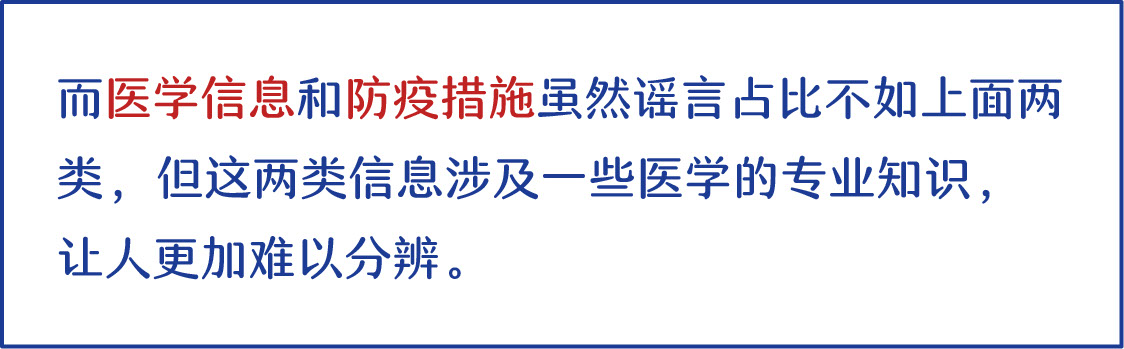 而医学信息和防疫措施虽然谣言占比不如上面两
类，但这两类信息涉及一些医学的专业知识，
让人更加难以分辨。